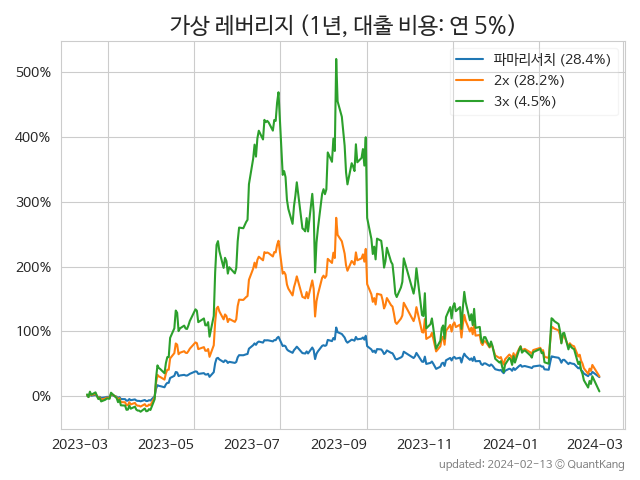 가상 레버리지 (1년, 대출 비용: 연 5%)
파마리서치 (28.4%)
2x (28.2%)
3x (4.5%)
500%
400%
300%
200%
100%
0%
2023-03 2023-05 2023-07 2023-09 2023-11 2024-01 2024-03
updated: 2024-02-13 © QuantKang